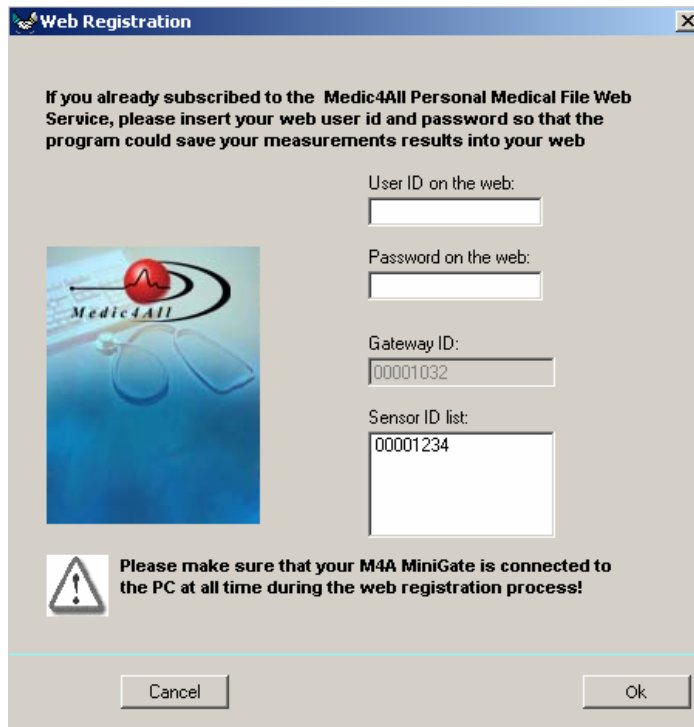 Web Registration
If you already subscribed to the Medic4All Personal Medical File Web
Service, please insert your web user id and password so that the
program could save your measurements results into your web
User ID on the web:
Password on the web:
Medic4All
Gateway ID:
00001032
Sensor ID list:
00001234
Please make sure that your M4A MiniGate is connected to
the PC at all time during the web registration process!
Cancel
Ok